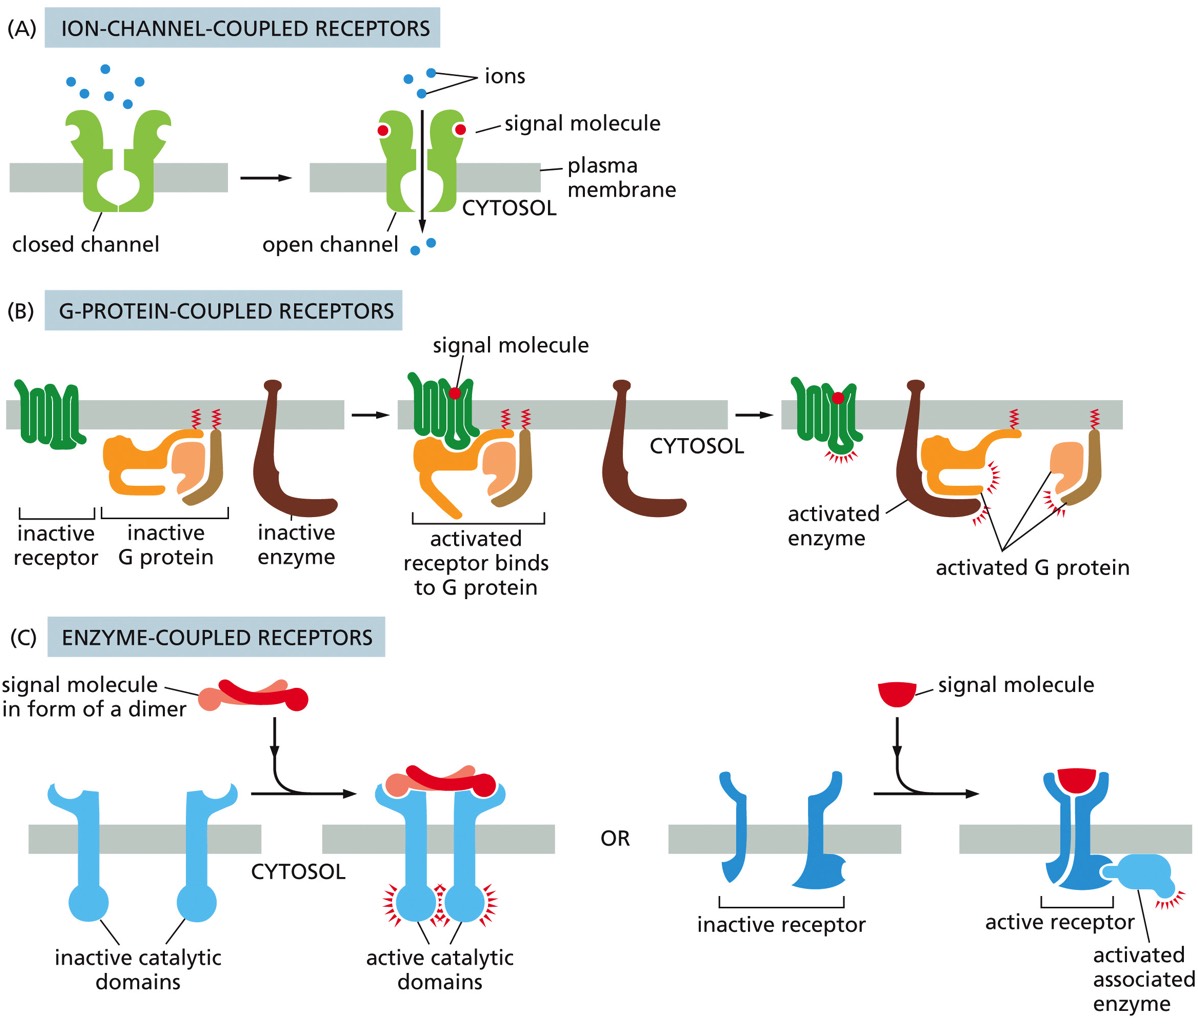 (A) ION-CHANNEL-COUPLED RECEPTORS
ions
signal molecule
plasma
membrane
CYTOSOL
closed channel
open channel
(B) G-PROTEIN-COUPLED RECEPTORS
signal molecule
CYTOSOL
inactive
receptor
inactive
G protein
inactive
enzyme
activated
receptor binds
to G protein
activated
enzyme
activated G protein
(C) ENZYME-COUPLED RECEPTORS
signal molecule
in form of a dimer
CYTOSOL
inactive catalytic
domains
active catalytic
domains
OR
signal molecule
inactive receptor
active receptor
activated
associated
enzyme